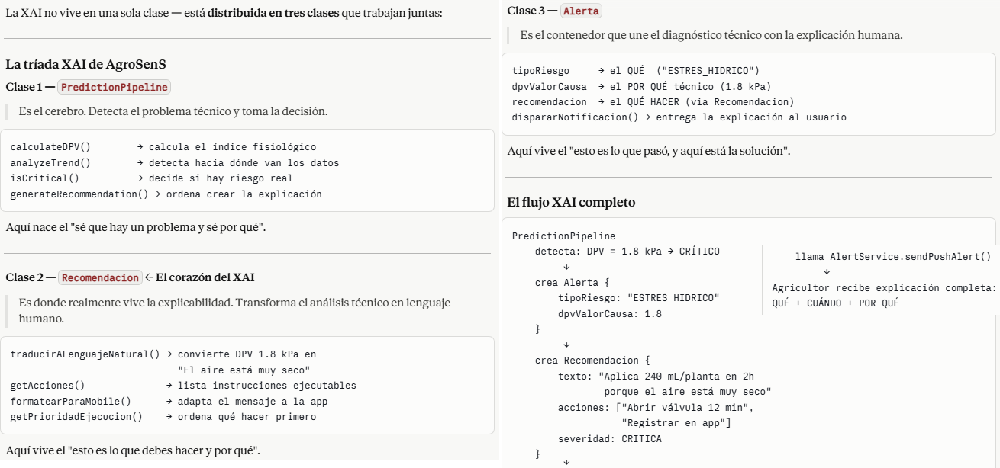 La XAI no vive en una sola clase — está distribuida en tres clases que trabajan juntas:
La tríada XAI de AgroSenS
Clase 1 — PredictionPipeline
Es el cerebro. Detecta el problema técnico y toma la decisión.
calculateDPV() → calcula el índice fisiológico
analyzeTrend() → detecta hacia dónde van los datos
isCritical() → decide si hay riesgo real
generateRecommendation() → ordena crear la explicación
Aquí nace el "sé que hay un problema y sé por qué".
Clase 2 — Recomendacion ← El corazón del XAI
Es donde realmente vive la explicabilidad. Transforma el análisis técnico en lenguaje
humano.
traducirALenguajeNatural() → convierte DPV 1.8 kPa en
"El aire está muy seco"
getAcciones() → lista instrucciones ejecutables
formatearParaMobile() → adapta el mensaje a la app
getPrioridadEjecucion() → ordena qué hacer primero
Aquí vive el "esto es lo que debes hacer y por qué".
Clase 3 — Alerta
Es el contenedor que une el diagnóstico técnico con la explicación humana.
tipoRiesgo → el QUÉ ("ESTRES_HIDRICO")
dpvValorCausa → el POR QUÉ técnico (1.8 kPa)
recomendacion → el QUÉ HACER (via Recomendacion)
dispararNotificacion() → entrega la explicación al usuario
Aquí vive el "esto es lo que pasó, y aquí está la solución".
El flujo XAI completo
PredictionPipeline
detecta: DPV = 1.8 kPa → CRÍTICO
↓
crea Alerta {
tipoRiesgo: "ESTRES_HIDRICO"
dpvValorCausa: 1.8
}
↓
crea Recomendacion {
texto: "Aplica 240 mL/planta en 2h
porque el aire está muy seco"
acciones: ["Abrir válvula 12 min",
"Registrar en app"]
severidad: CRITICA
}
↓
llama AlertService.sendPushAlert()
↓
Agricultor recibe explicación completa:
QUÉ + CUÁNDO + POR QUÉ